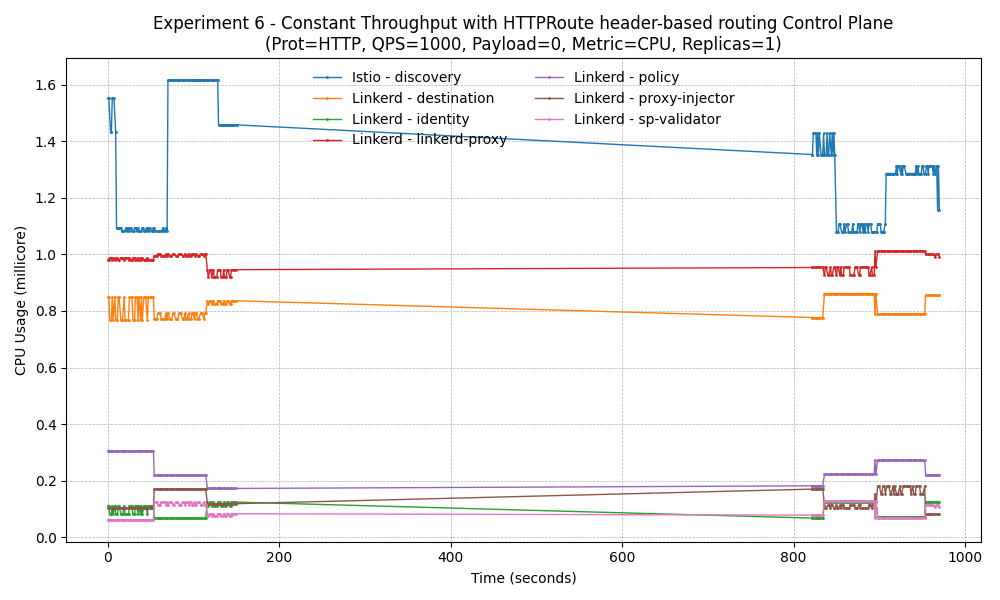 Experiment 6 - Constant Throughput with HTTPRoute header-based routing Control Plane
(Prot=HTTP, QPS=1000, Payload=0, Metric=CPU, Replicas=1)
Istio - discovery
Linkerd - destination
Linkerd - identity
Linkerd - linkerd-proxy
Linkerd - policy
Linkerd - proxy-injector
Linkerd - sp-validator
CPU Usage (millicore)
1.6
1.4
1.2
1.0
0.8
0.6
0.4
0.2
0.0
0
200
400
600
800
1000
Time (seconds)